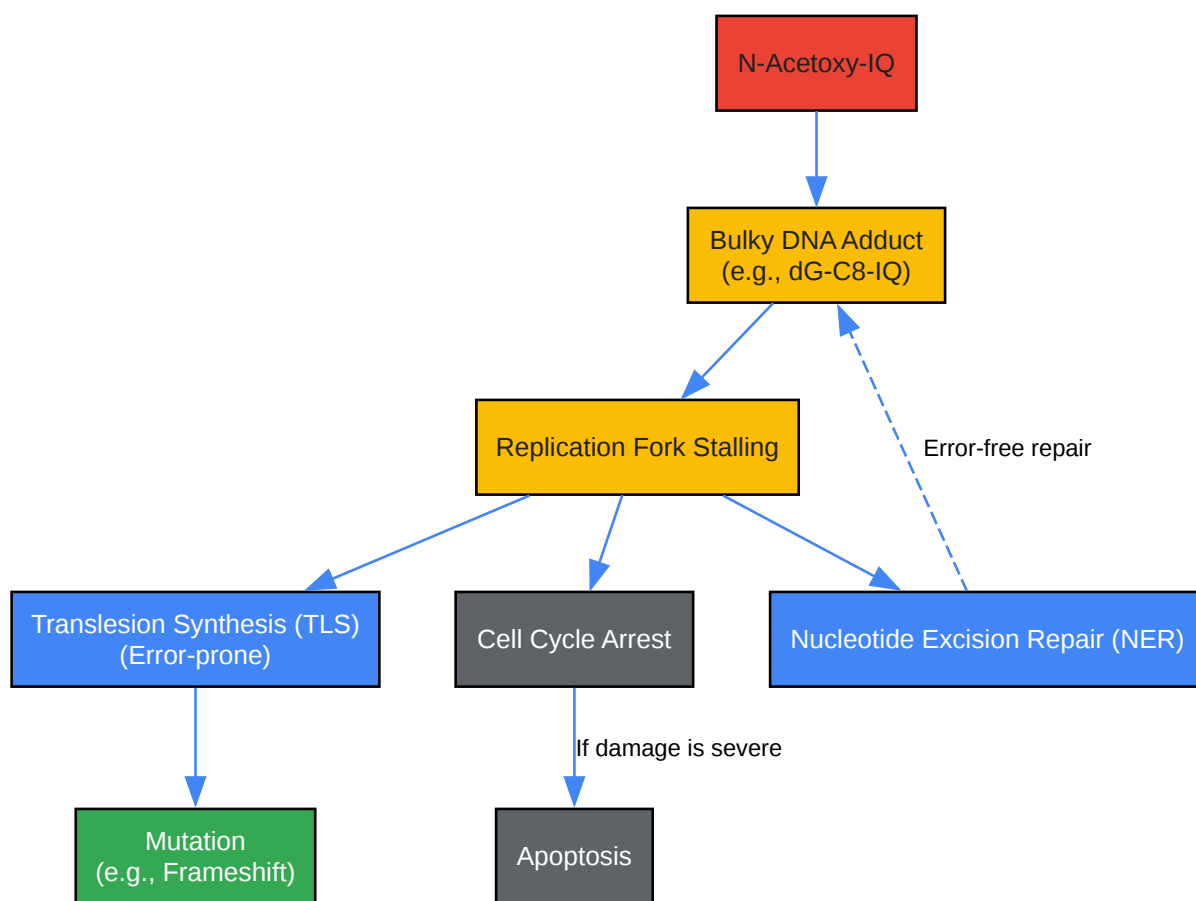 N-Acetoxy-IQ
Bulky DNA Adduct
(e.g., dG-C8-IQ)
Replication Fork Stalling
Error-free repair
Translesion Synthesis (TLS)
(Error-prone)
Cell Cycle Arrest
Nucleotide Excision Repair (NER)
If damage is severe
Mutation
(e.g., Frameshift)
Apoptosis